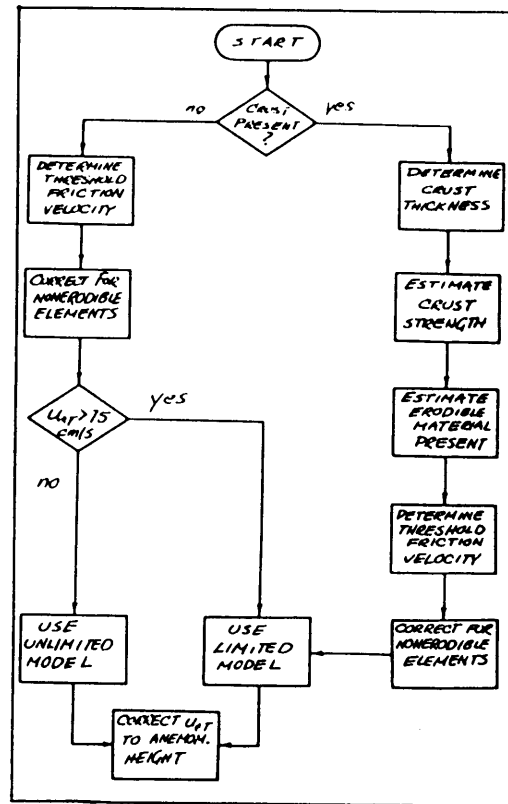 START
CRUST
PRESENT
?
no
yes
DETERMINE
THRESHOLD
FRICTION
VELOCITY
CORRECT FOR
NONERODIBLE
ELEMENTS
U*T > 75
cm/s
yes
no
USE
UNLIMITED
MODEL
DETERMINE
CRUST
THICKNESS
ESTIMATE
CRUST
STRENGTH
ESTIMATE
ERODIBLE
MATERIAL
PRESENT
DETERMINE
THRESHOLD
FRICTION
VELOCITY
CORRECT FOR
NONERODIBLE
ELEMENTS
USE
LIMITED
MODEL
CORRECT U*T
TO ANEMOM.
HEIGHT